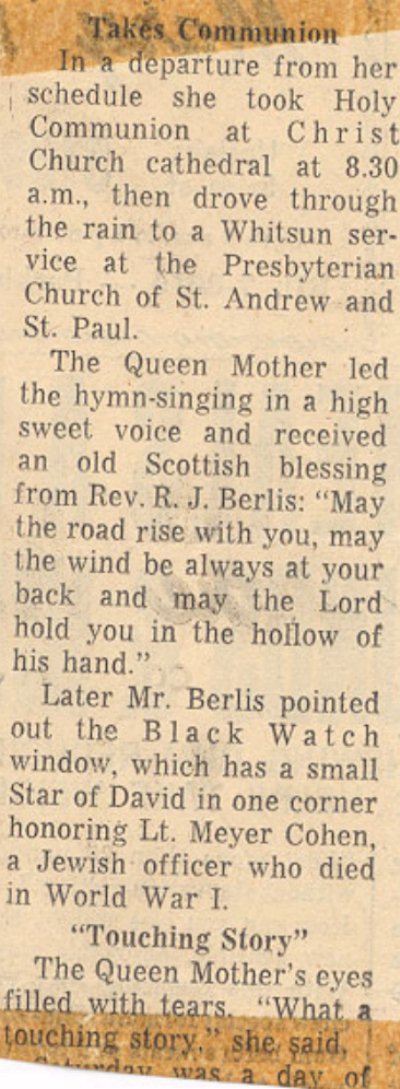 Takes Communion
In a departure from her
schedule she took Holy
Communion at Christ
Church cathedral at 8.30
a.m., then drove through
the rain to a Whitsun ser-
vice at the Presbyterian
Church of St. Andrew and
St. Paul.
The Queen Mother led
the hymn-singing in a high
sweet voice and received
an old Scottish blessing
from Rev. R. J. Berlis: “May
the road rise with you, may
the wind be always at your
back and may the Lord
hold you in the hollow of
his hand.”
Later Mr. Berlis pointed
out the Black Watch
window, which has a small
Star of David in one corner
honoring Lt. Meyer Cohen,
a Jewish officer who died
in World War I.
“Touching Story”
The Queen Mother's eyes
filled with tears. “What a
touching story,” she said.
Saturday was a day of